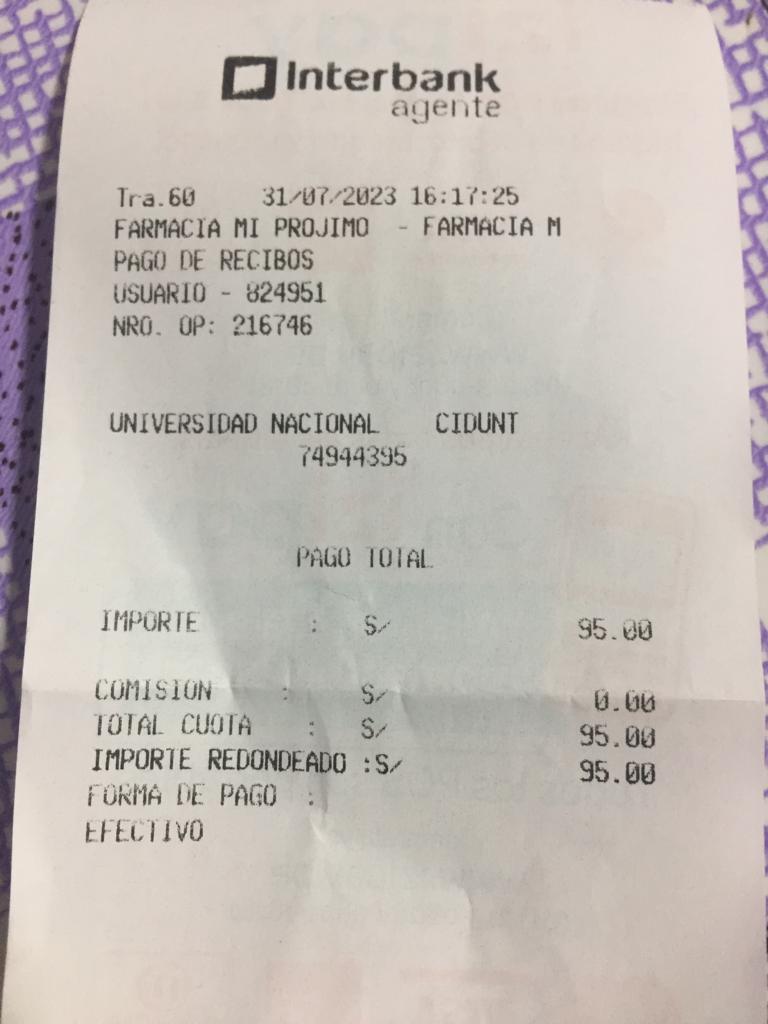 Interbank
agente
Tra.60 31/07/2023 16:17:25
FARMACIA MI PROJIMO - FARMACIA M
PAGO DE RECIBOS
USUARIO - 824951
NRO. OP: 216746
UNIVERSIDAD NACIONAL CIDUNT
74944395
PAGO TOTAL
IMPORTE : S/ 95.00
COMISION : S/ 0.00
TOTAL CUOTA : S/ 95.00
IMPORTE REDONDEADO :S/ 95.00
FORMA DE PAGO :
EFECTIVO